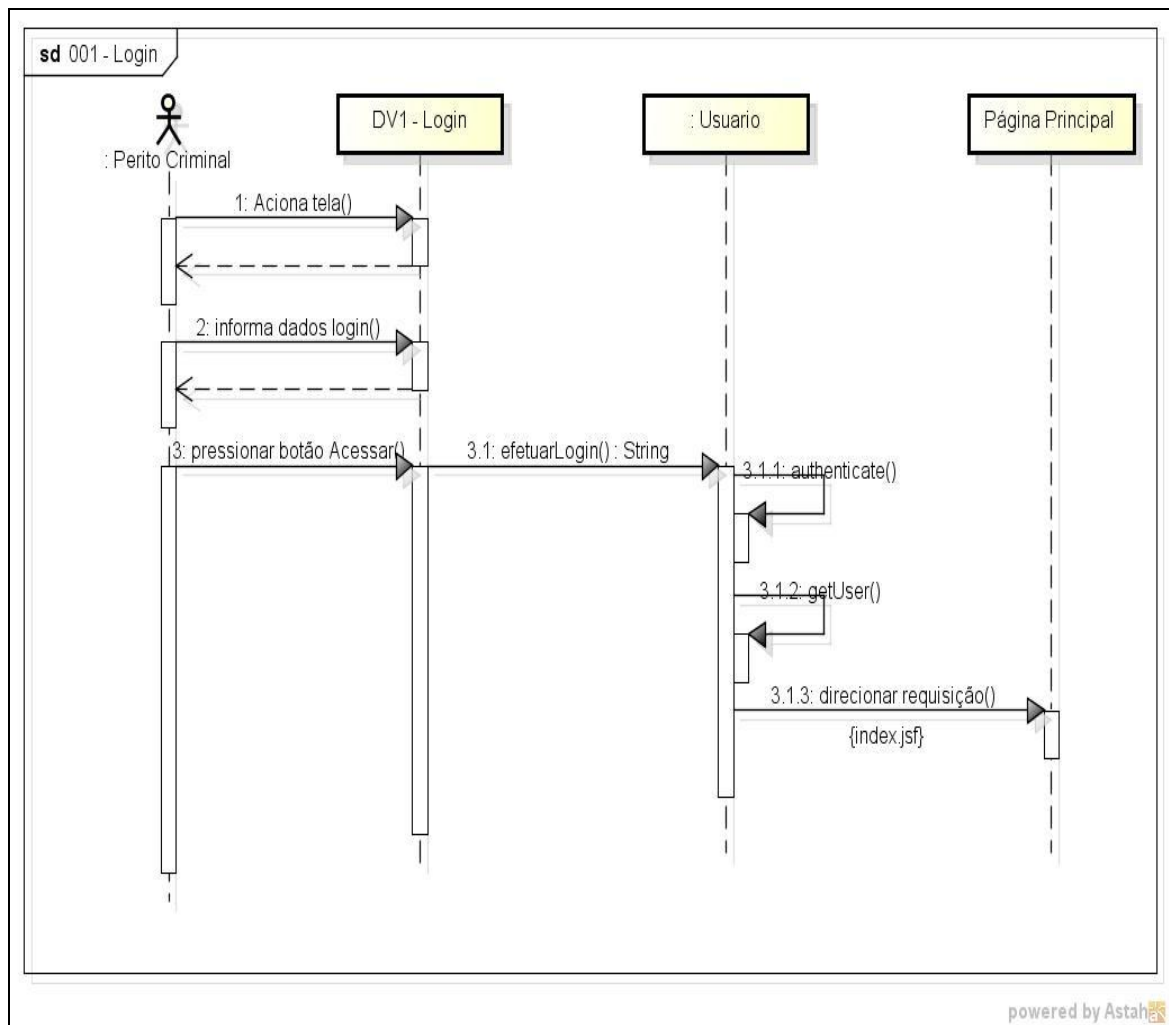 sd 001 - Login
: Perito Criminal
DV1 - Login
: Usuario
Página Principal
1: Aciona tela()
2: informa dados login()
3: pressionar botão Acessar()
3.1: efetuarLogin() : String
3.1.1: authenticate()
3.1.2: getUser()
3.1.3: direcionar requisição()
{index.jsf}
powered by Astah